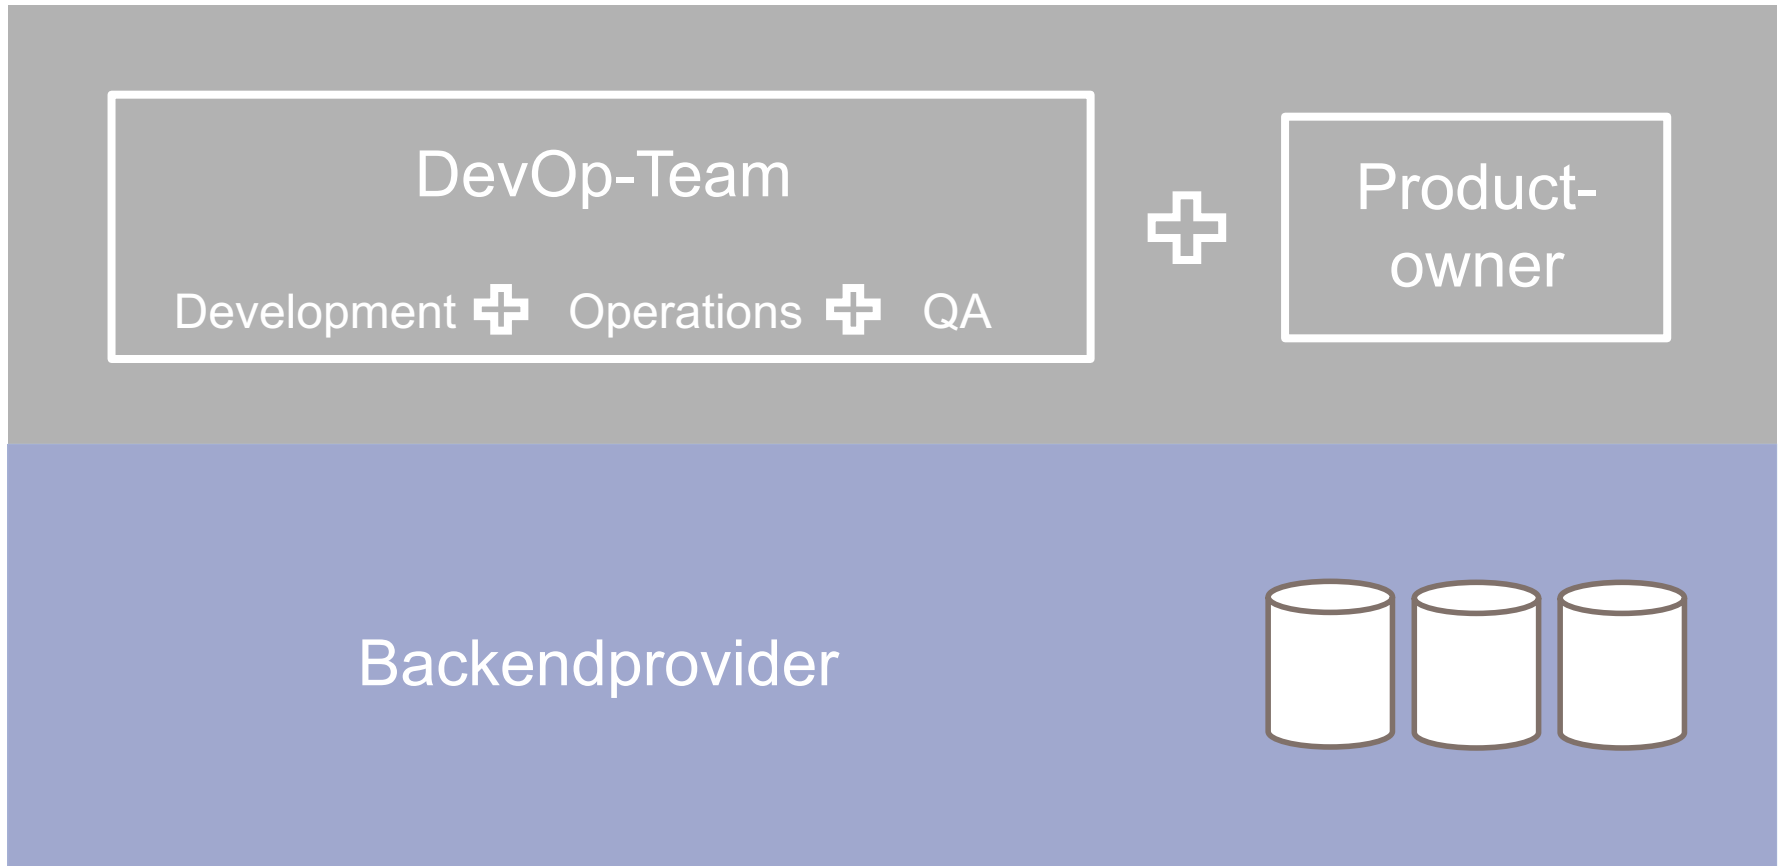 DevOp-Team
Product-
owner
Development Operations QA
Backendprovider